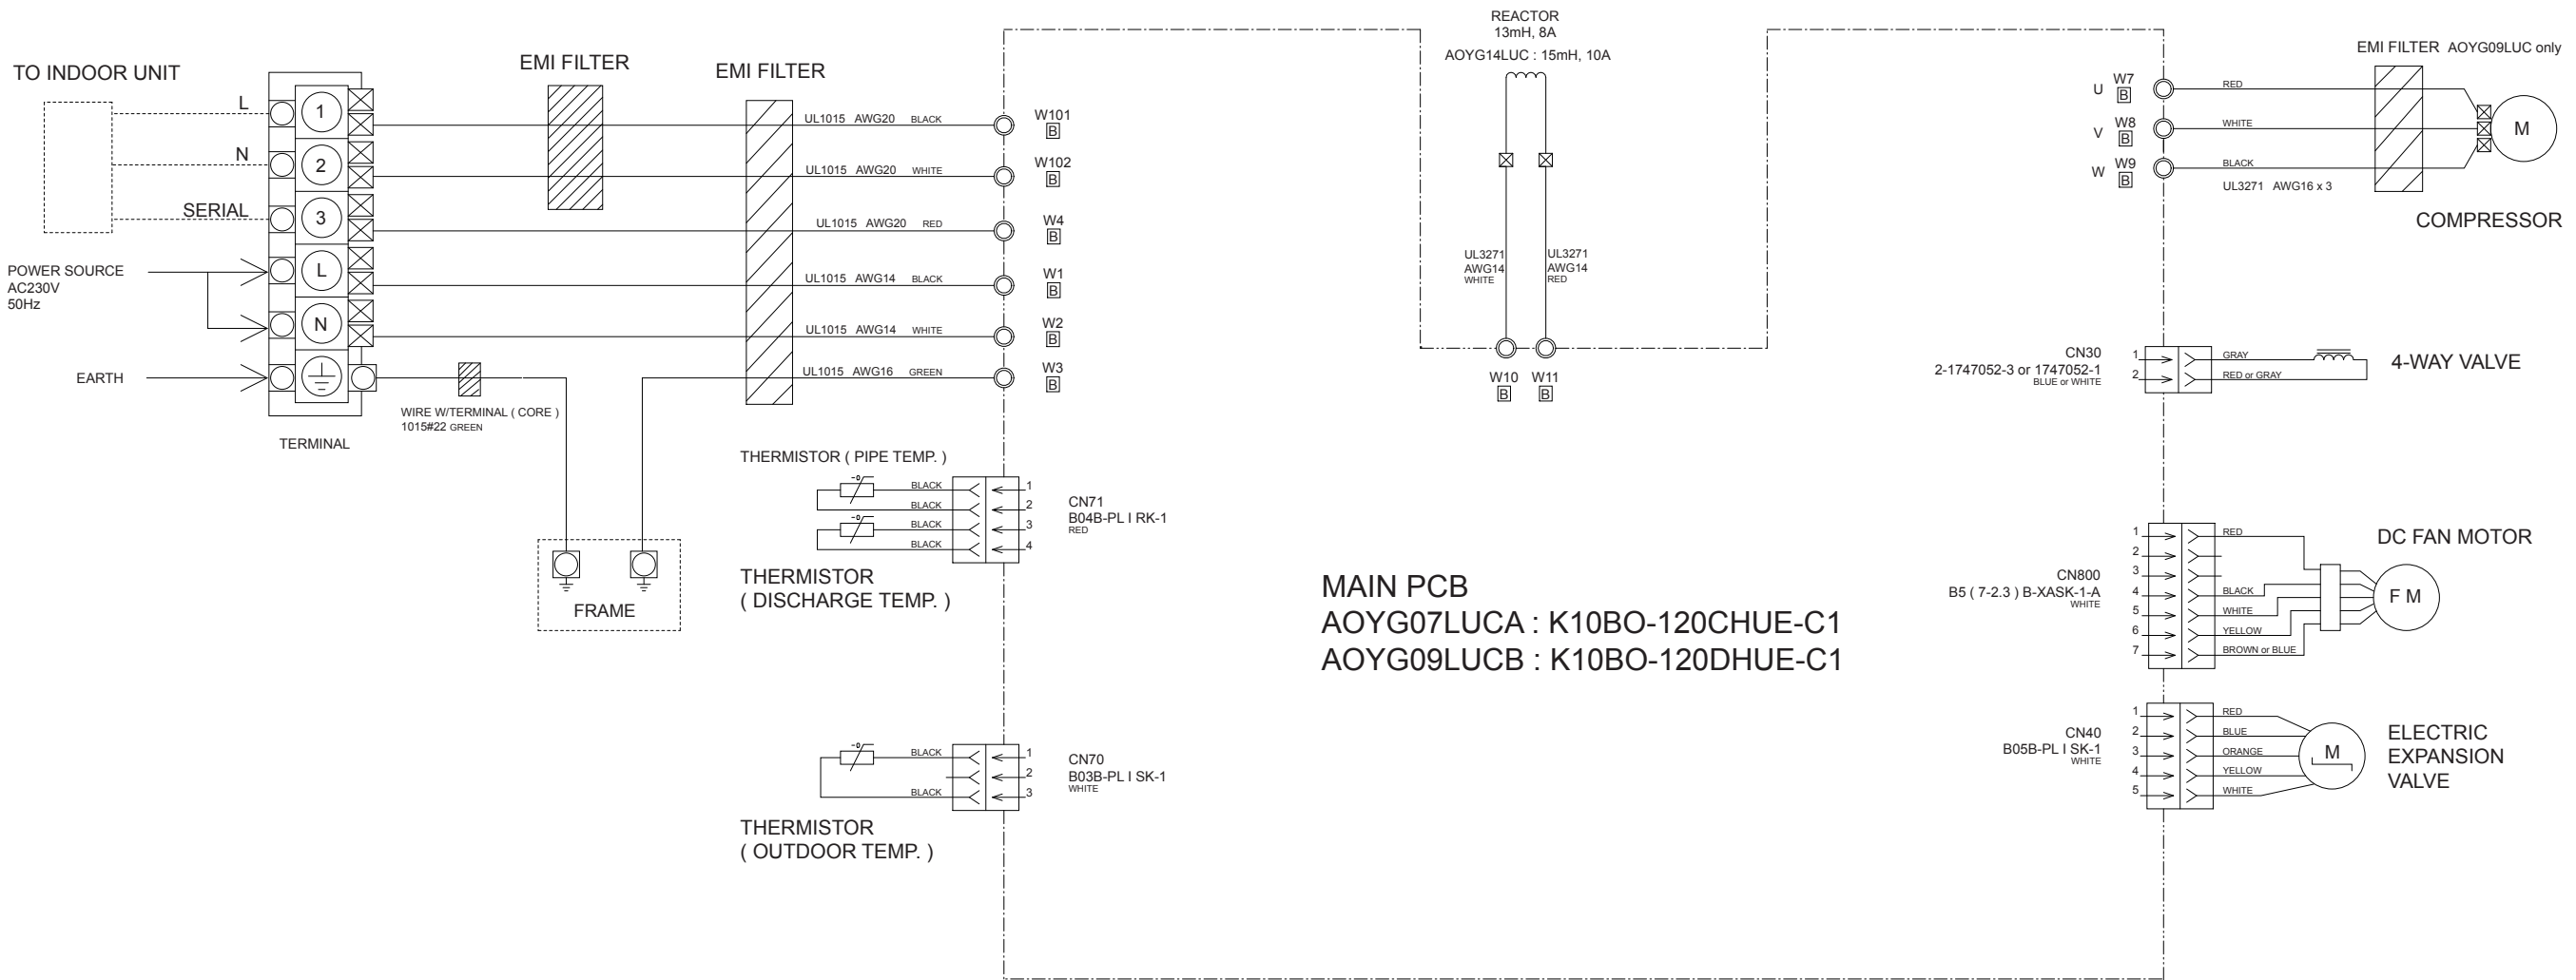 TO INDOOR UNIT
L
N
SERIAL
POWER SOURCE
AC230V
50Hz
EARTH
1
2
3
L
N
TERMINAL
WIRE W/TERMINAL ( CORE )
1015#22 GREEN
EMI FILTER
EMI FILTER
UL1015 AWG20 BLACK
W101
B
UL1015 AWG20 WHITE
W102
B
UL1015 AWG20 RED
W4
B
UL1015 AWG14 BLACK
W1
B
UL1015 AWG14 WHITE
W2
B
UL1015 AWG16 GREEN
W3
B
FRAME
THERMISTOR ( PIPE TEMP. )
BLACK
BLACK
BLACK
BLACK
1
2
3
4
CN71
B04B-PL I RK-1
RED
THERMISTOR
( DISCHARGE TEMP. )
BLACK
BLACK
1
2
3
CN70
B03B-PL I SK-1
WHITE
THERMISTOR
( OUTDOOR TEMP. )
REACTOR
13mH, 8A
AOYG14LUC : 15mH, 10A
UL3271
AWG14
WHITE
UL3271
AWG14
RED
W10
B
W11
B
MAIN PCB
AOYG07LUCA : K10BO-120CHUE-C1
AOYG09LUCB : K10BO-120DHUE-C1
EMI FILTER AOYG09LUC only
U
W7
B
RED
V
W8
B
WHITE
W
W9
B
BLACK
UL3271 AWG16 x 3
M
COMPRESSOR
CN30
2-1747052-3 or 1747052-1
BLUE or WHITE
1
2
GRAY
RED or GRAY
4-WAY VALVE
CN800
B5 ( 7-2.3 ) B-XASK-1-A
WHITE
1
2
3
4
5
6
7
RED
BLACK
WHITE
YELLOW
BROWN or BLUE
DC FAN MOTOR
F M
CN40
B05B-PL I SK-1
WHITE
1
2
3
4
5
RED
BLUE
ORANGE
YELLOW
WHITE
M
ELECTRIC
EXPANSION
VALVE